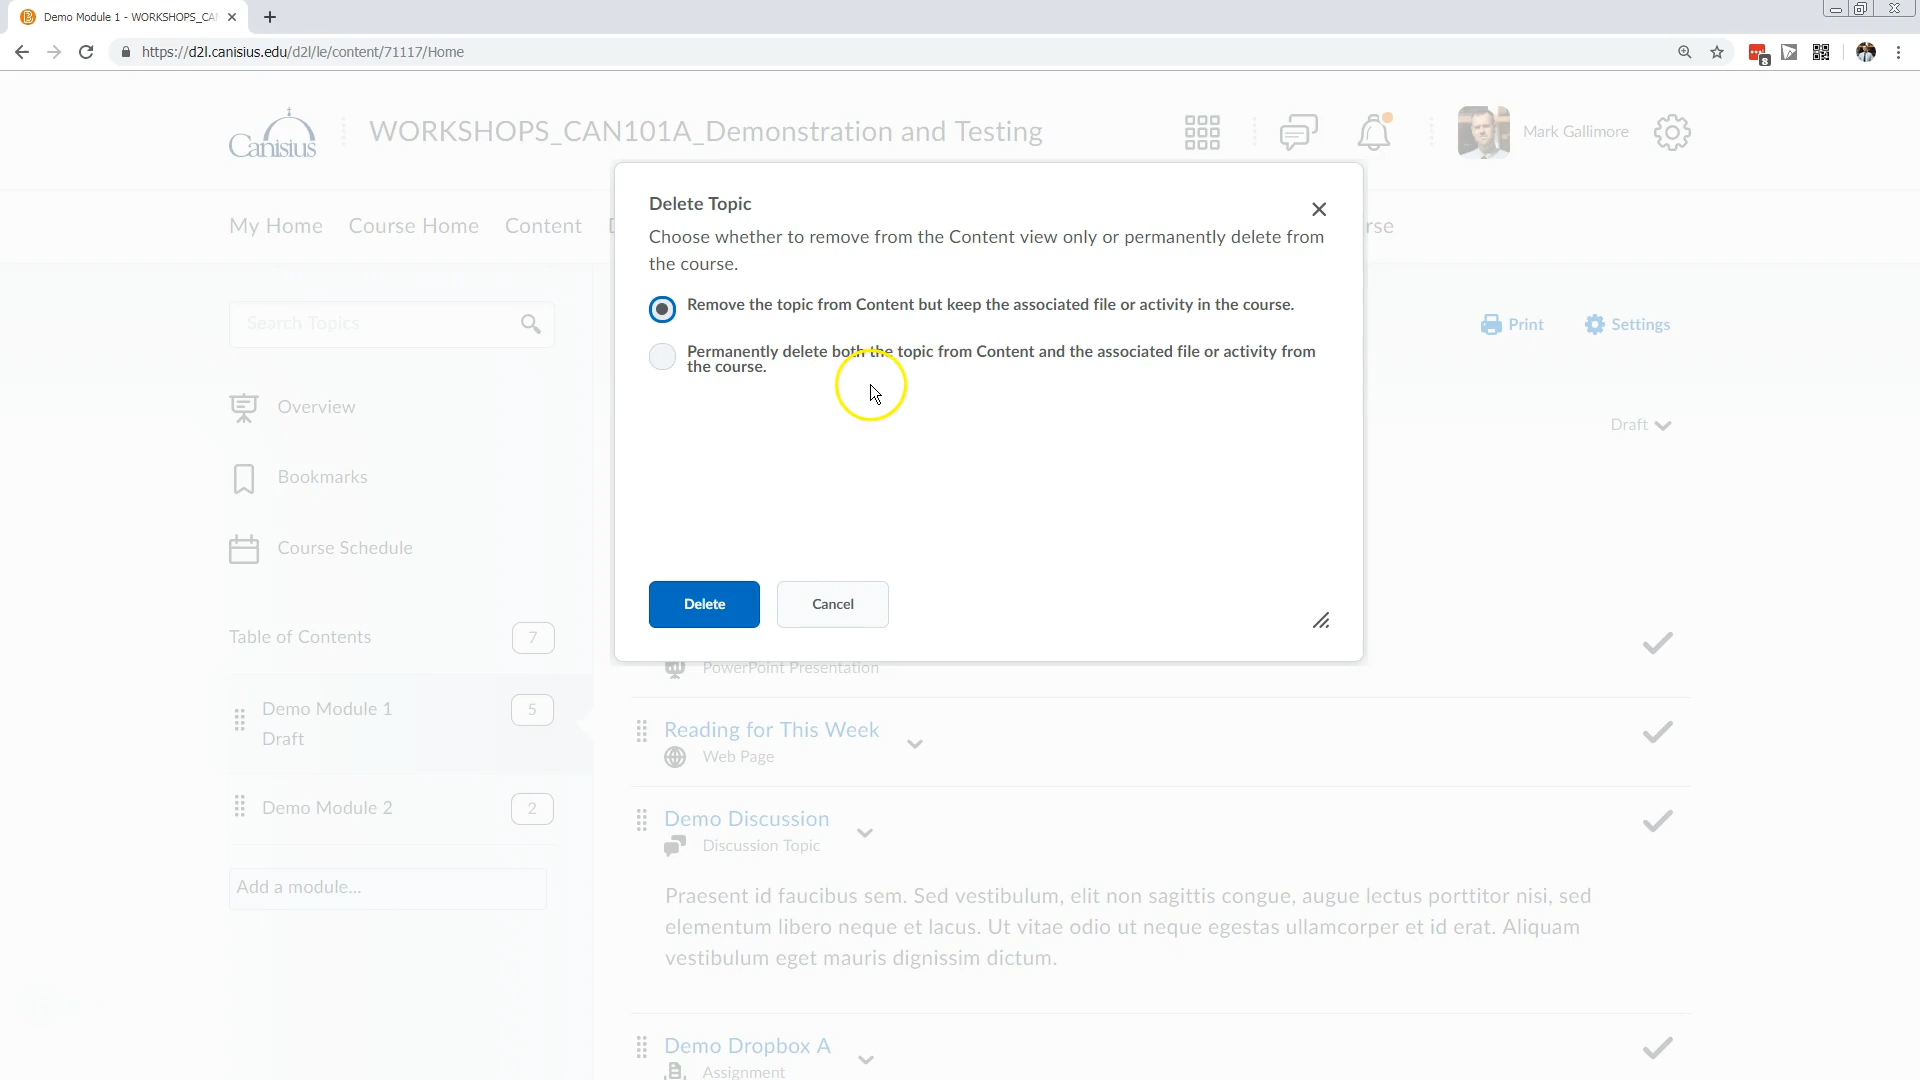 Demo Module 1 - WORKSHOPS_CA
https://d2l.canisius.edu/d2l/le/content/71117/Home
8
Canisius
WORKSHOPS_CAN101A_Demonstration and Testing
Mark Gallimore
My Home
Course Home
Content
rse
Delete Topic
Choose whether to remove from the Content view only or permanently delete from
the course.
Remove the topic from Content but keep the associated file or activity in the course.
Permanently delete both the topic from Content and the associated file or activity from
the course.
Delete
Cancel
Search Topics
Overview
Bookmarks
Course Schedule
Table of Contents
7
Demo Module 1
5
Draft
Demo Module 2
2
Add a module...
Print
Settings
Draft
PowerPoint Presentation
Reading for This Week
Web Page
Demo Discussion
Discussion Topic
Praesent id faucibus sem. Sed vestibulum, elit non sagittis congue, augue lectus porttitor nisi, sed
elementum libero neque et lacus. Ut vitae odio ut neque egestas ullamcorper et id erat. Aliquam
vestibulum eget mauris dignissim dictum.
Demo Dropbox A
Assignment